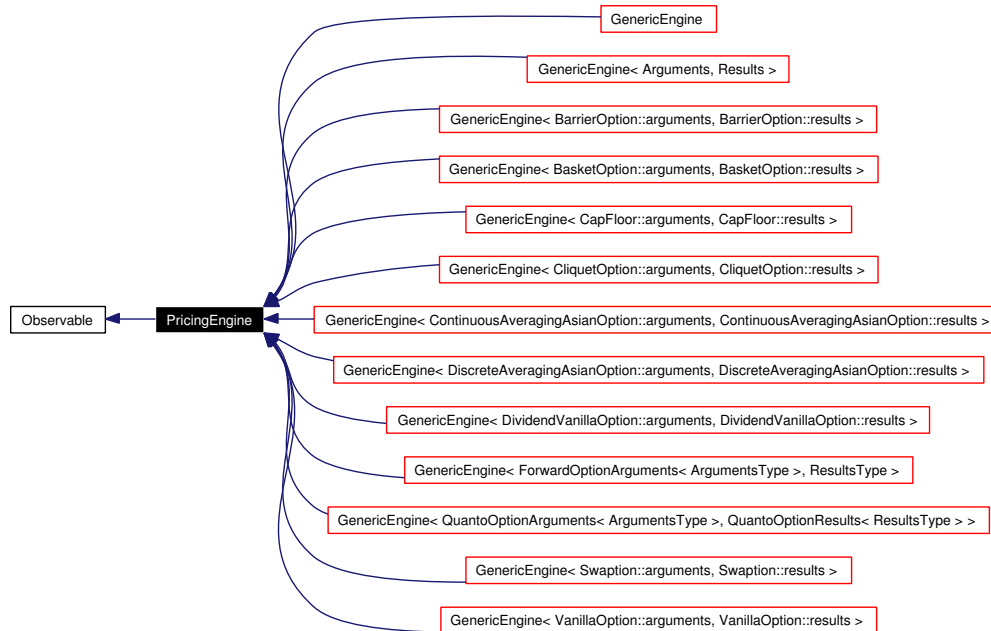 GenericEngine
GenericEngine< Arguments, Results >
GenericEngine< BarrierOption::arguments, BarrierOption::results >
GenericEngine< BasketOption::arguments, BasketOption::results >
GenericEngine< CapFloor::arguments, CapFloor::results >
GenericEngine< CliquetOption::arguments, CliquetOption::results >
Observable
PricingEngine
GenericEngine< ContinuousAveragingAsianOption::arguments, ContinuousAveragingAsianOption::results >
GenericEngine< DiscreteAveragingAsianOption::arguments, DiscreteAveragingAsianOption::results >
GenericEngine< DividendVanillaOption::arguments, DividendVanillaOption::results >
GenericEngine< ForwardOptionArguments< ArgumentsType >, ResultsType >
GenericEngine< QuantoOptionArguments< ArgumentsType >, QuantoOptionResults< ResultsType > >
GenericEngine< Swaption::arguments, Swaption::results >
GenericEngine< VanillaOption::arguments, VanillaOption::results >